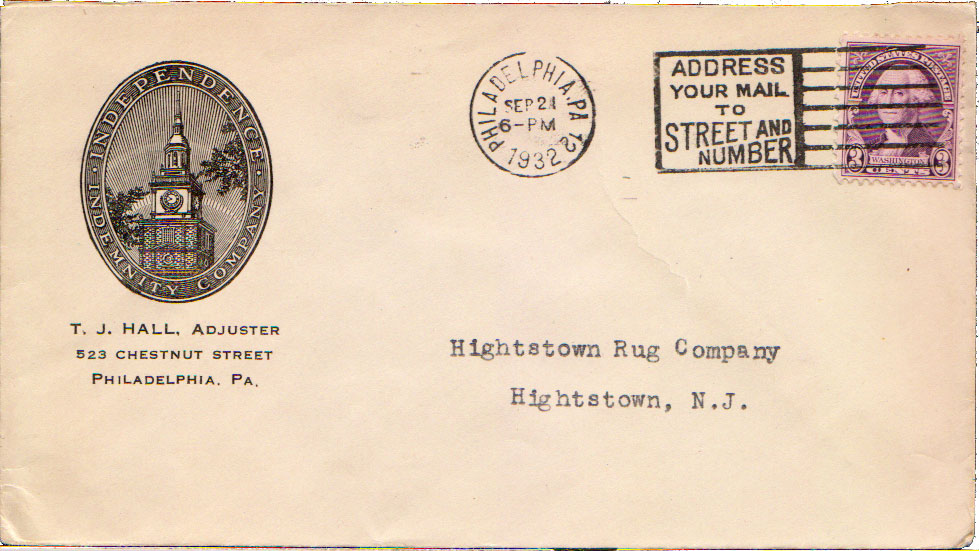 INDEPENDENCE
INDEMNITY COMPANY
T. J. HALL, ADJUSTER
523 CHESTNUT STREET
PHILADELPHIA, PA.
PHILADELPHIA, PA. 12
SEP 21
6-PM
1932
ADDRESS
YOUR MAIL
TO
STREET AND
NUMBER
UNITED STATES POSTAGE
3 WASHINGTON 3
CENTS
Hightstown Rug Company
Hightstown, N.J.